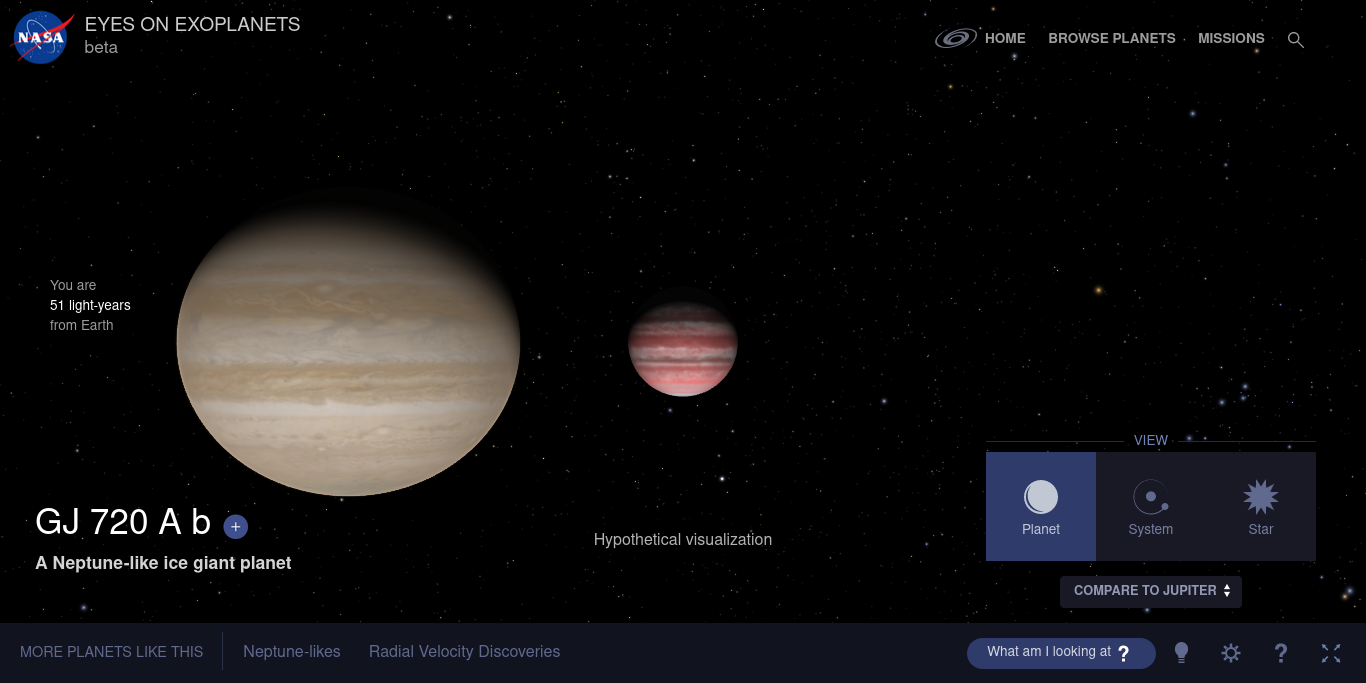 NASA
EYES ON EXOPLANETS
beta
HOME
BROWSE PLANETS
MISSIONS
You are
51 light-years
from Earth
VIEW
Planet
System
Star
GJ 720 A b +
A Neptune-like ice giant planet
Hypothetical visualization
COMPARE TO JUPITER
MORE PLANETS LIKE THIS
Neptune-likes
Radial Velocity Discoveries
What am I looking at ?
?